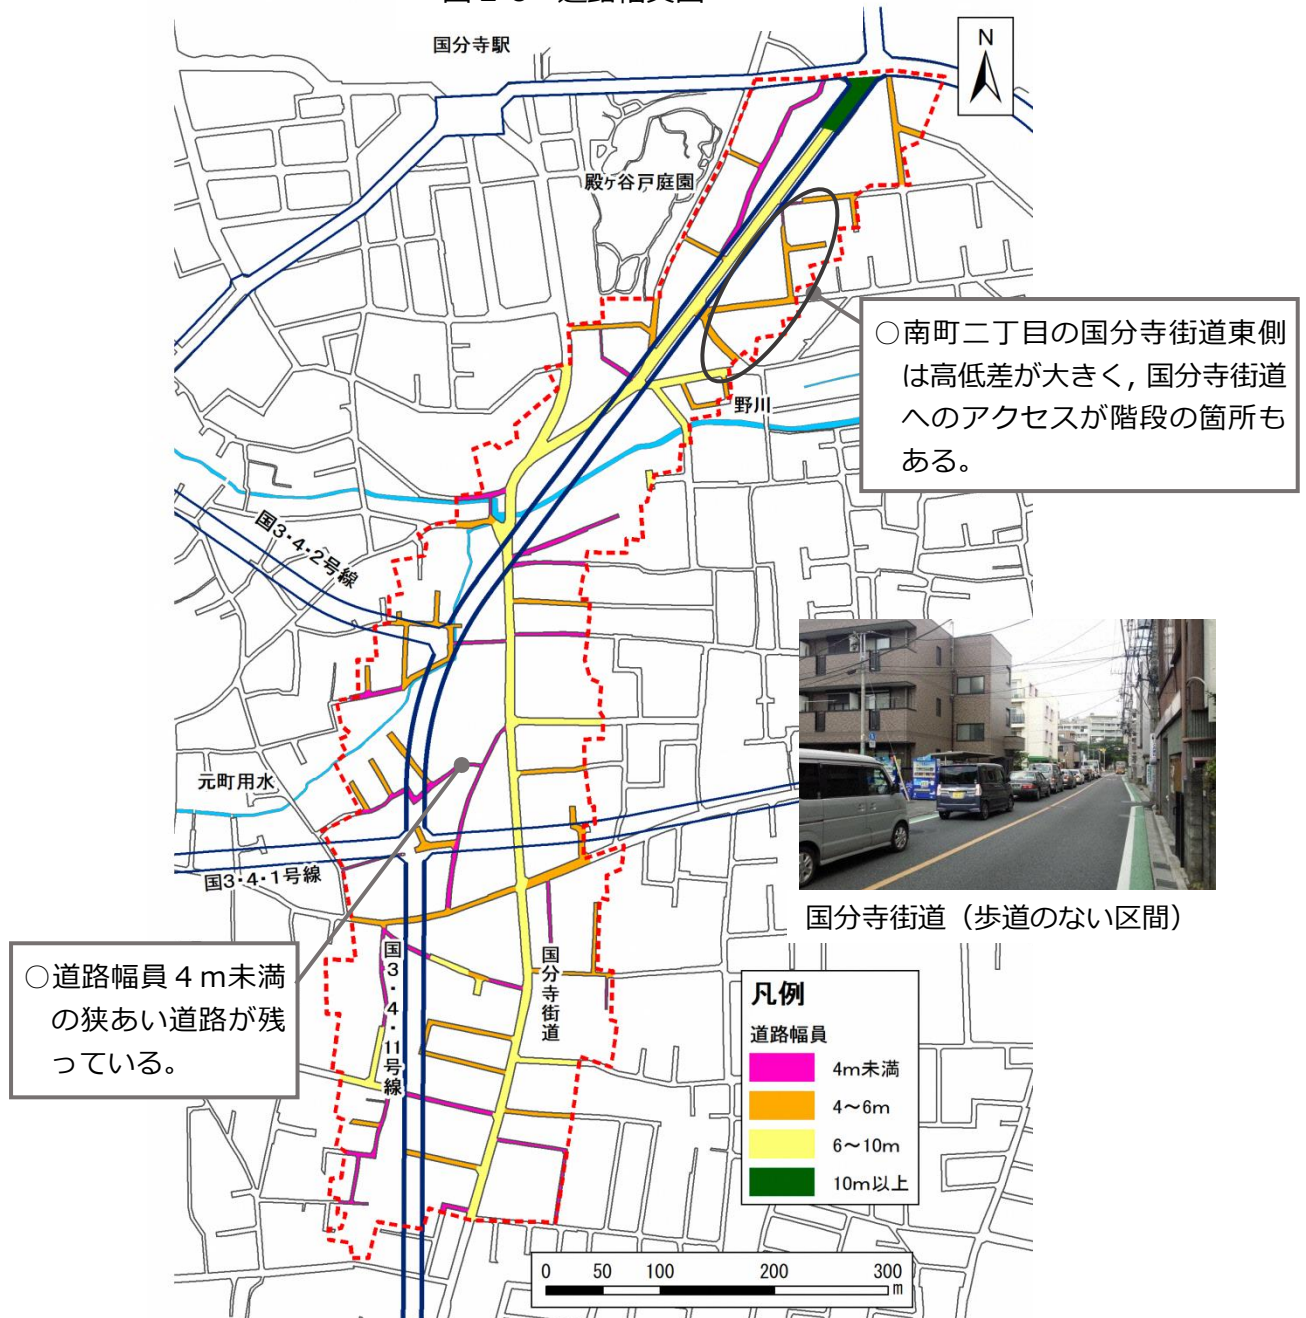 国分寺駅
N
殿ヶ谷戸庭園
○南町二丁目の国分寺街道東側
は高低差が大きく，国分寺街道
へのアクセスが階段の箇所も
ある。
野川
国3・4・2号線
元町用水
国3・4・1号線
国分寺街道（歩道のない区間）
○道路幅員４ｍ未満
の狭あい道路が残
っている。
国3・4・11号線
国分寺街道
凡例
道路幅員
4m未満
4～6m
6～10m
10m以上
0 50 100 200 300
m